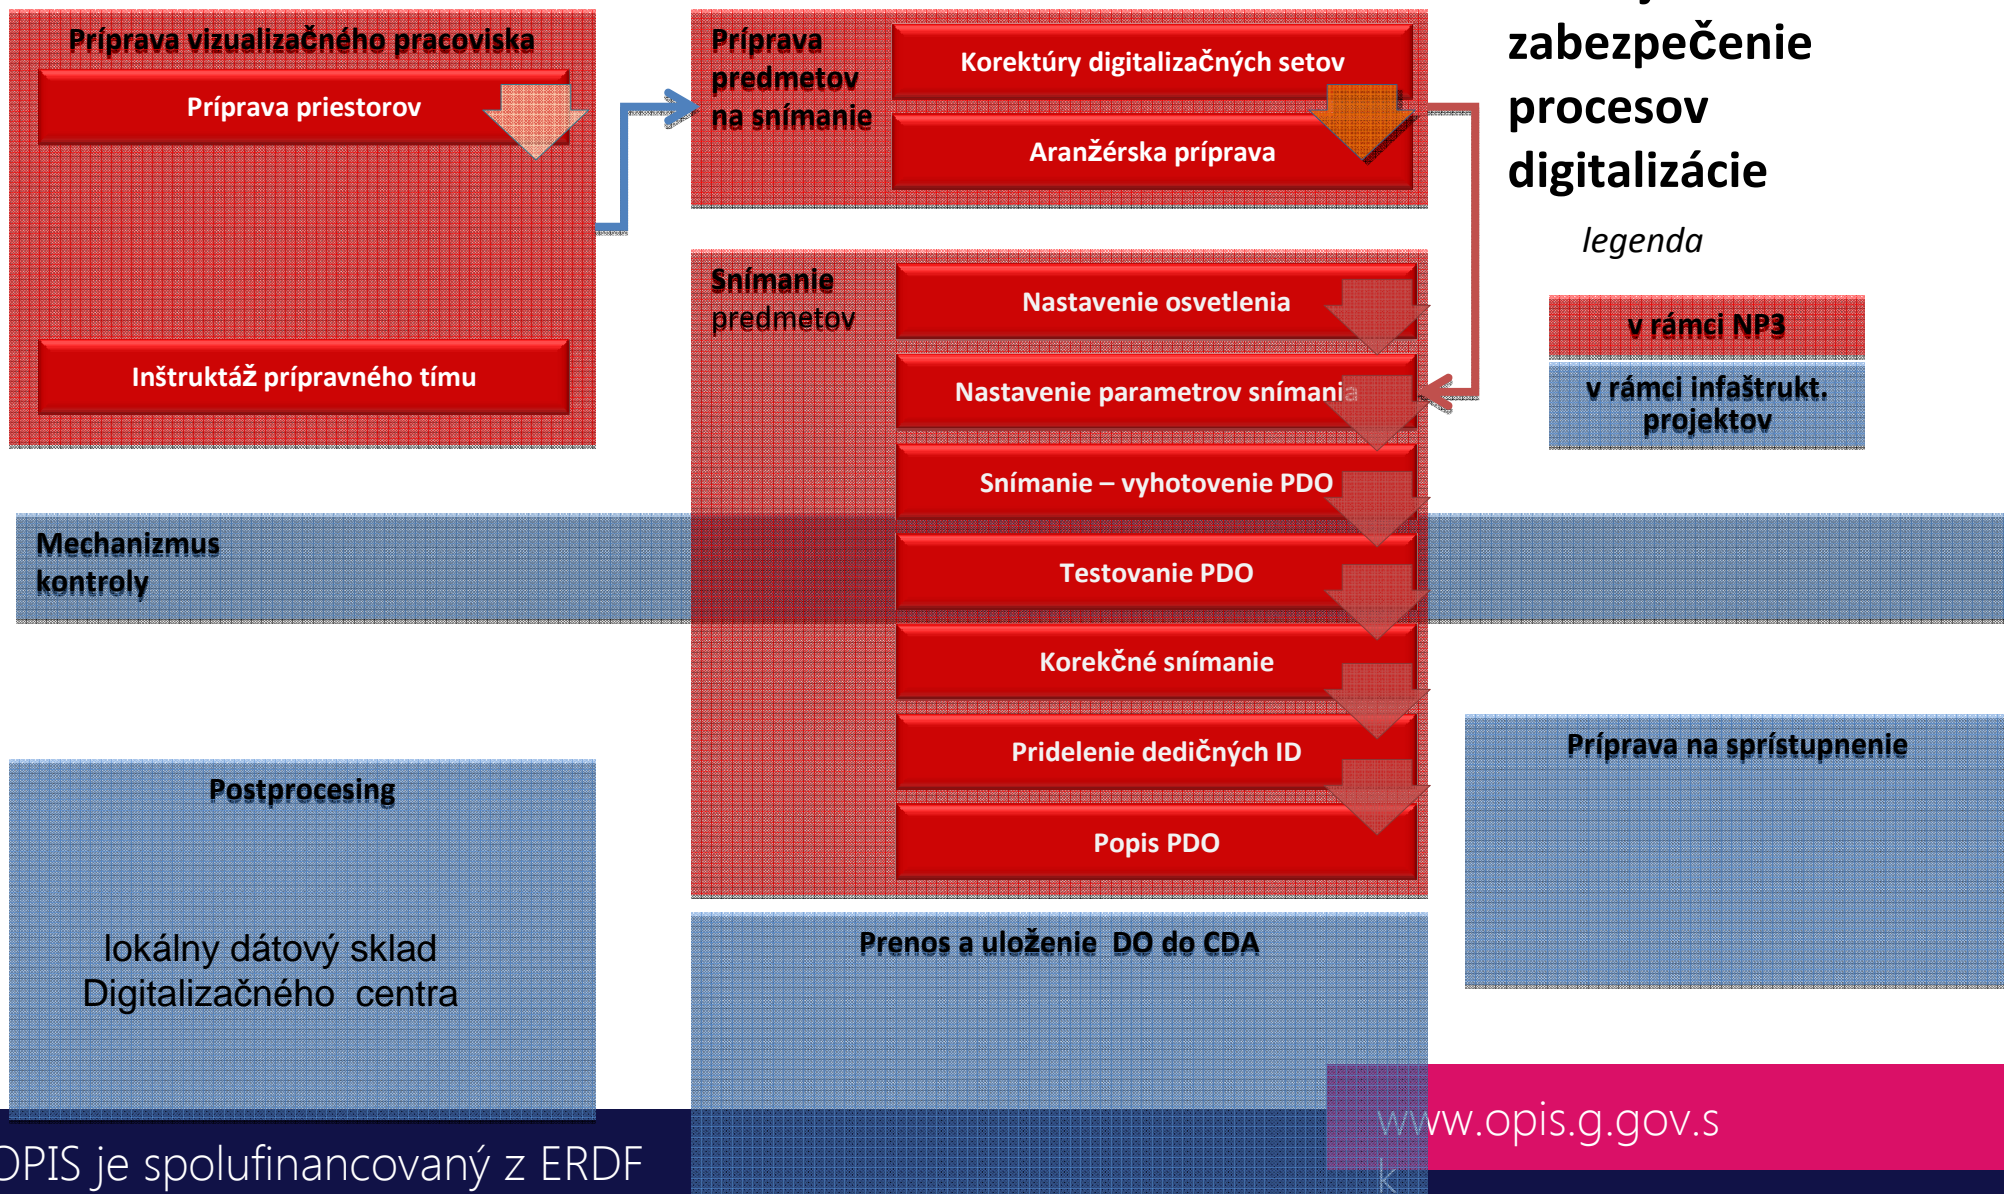 Príprava vizualizačného pracoviska
Príprava priestorov
Inštruktáž prípravného tímu
Príprava
predmetov
na snímanie
Korektúry digitalizačných setov
Aranžérska príprava
zabezpečenie
procesov
digitalizácie
legenda
v rámci NP3
v rámci infaštrukt.
projektov
Snímanie
predmetov
Nastavenie osvetlenia
Nastavenie parametrov snímania
Snímanie – vyhotovenie PDO
Testovanie PDO
Korekčné snímanie
Pridelenie dedičných ID
Popis PDO
Mechanizmus
kontroly
Postprocesing
lokálny dátový sklad
Digitalizačného centra
Prenos a uloženie DO do CDA
Príprava na sprístupnenie
OPIS je spolufinancovaný z ERDF
www.opis.g.gov.s
k